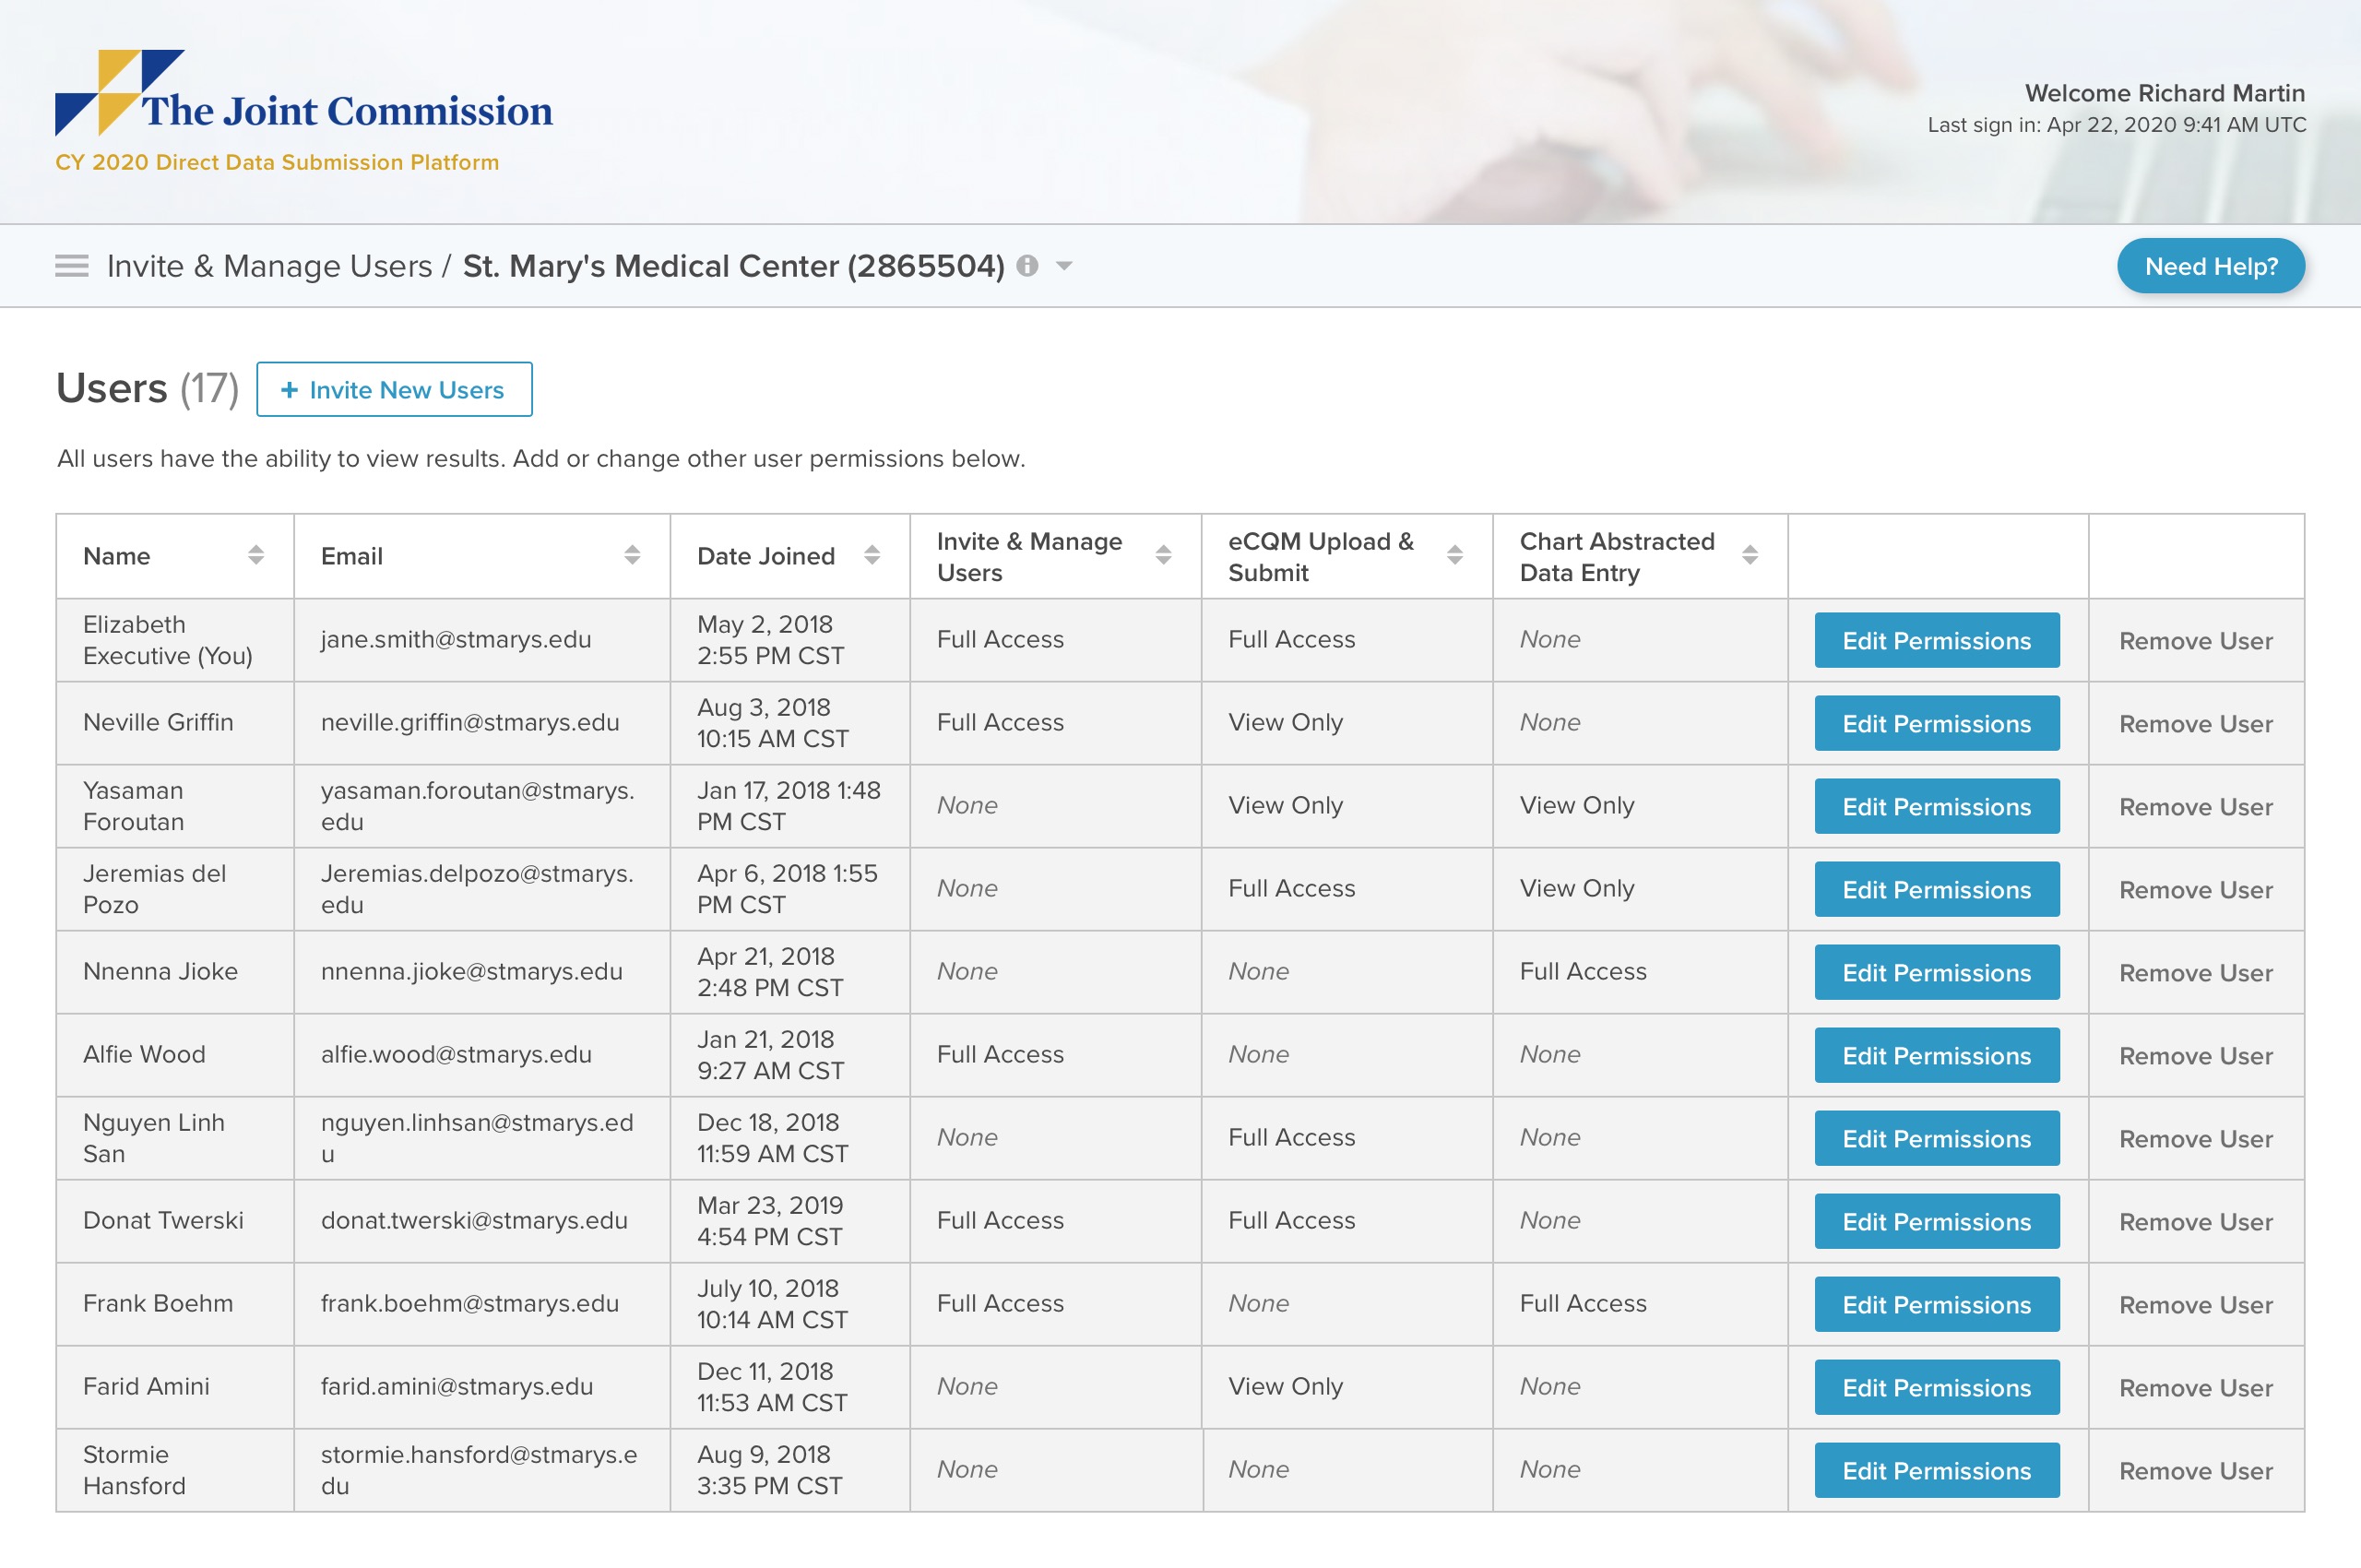 The Joint Commission
CY 2020 Direct Data Submission Platform
Welcome Richard Martin
Last sign in: Apr 22, 2020 9:41 AM UTC
Invite & Manage Users / St. Mary's Medical Center (2865504)
Need Help?
Users (17)
+ Invite New Users
All users have the ability to view results. Add or change other user permissions below.
Name
Email
Date Joined
Invite & Manage
Users
eCQM Upload &
Submit
Chart Abstracted
Data Entry
Elizabeth
Executive (You)
jane.smith@stmarys.edu
May 2, 2018
2:55 PM CST
Full Access
Full Access
None
Edit Permissions
Remove User
Neville Griffin
neville.griffin@stmarys.edu
Aug 3, 2018
10:15 AM CST
Full Access
View Only
None
Edit Permissions
Remove User
Yasaman
Foroutan
yasaman.foroutan@stmarys.
edu
Jan 17, 2018 1:48
PM CST
None
View Only
View Only
Edit Permissions
Remove User
Jeremias del
Pozo
Jeremias.delpozo@stmarys.
edu
Apr 6, 2018 1:55
PM CST
None
Full Access
View Only
Edit Permissions
Remove User
Nnenna Jioke
nnenna.jioke@stmarys.edu
Apr 21, 2018
2:48 PM CST
None
None
Full Access
Edit Permissions
Remove User
Alfie Wood
alfie.wood@stmarys.edu
Jan 21, 2018
9:27 AM CST
Full Access
None
None
Edit Permissions
Remove User
Nguyen Linh
San
nguyen.linhsan@stmarys.ed
u
Dec 18, 2018
11:59 AM CST
None
Full Access
None
Edit Permissions
Remove User
Donat Twerski
donat.twerski@stmarys.edu
Mar 23, 2019
4:54 PM CST
Full Access
Full Access
None
Edit Permissions
Remove User
Frank Boehm
frank.boehm@stmarys.edu
July 10, 2018
10:14 AM CST
Full Access
None
Full Access
Edit Permissions
Remove User
Farid Amini
farid.amini@stmarys.edu
Dec 11, 2018
11:53 AM CST
None
View Only
None
Edit Permissions
Remove User
Stormie
Hansford
stormie.hansford@stmarys.e
du
Aug 9, 2018
3:35 PM CST
None
None
None
Edit Permissions
Remove User